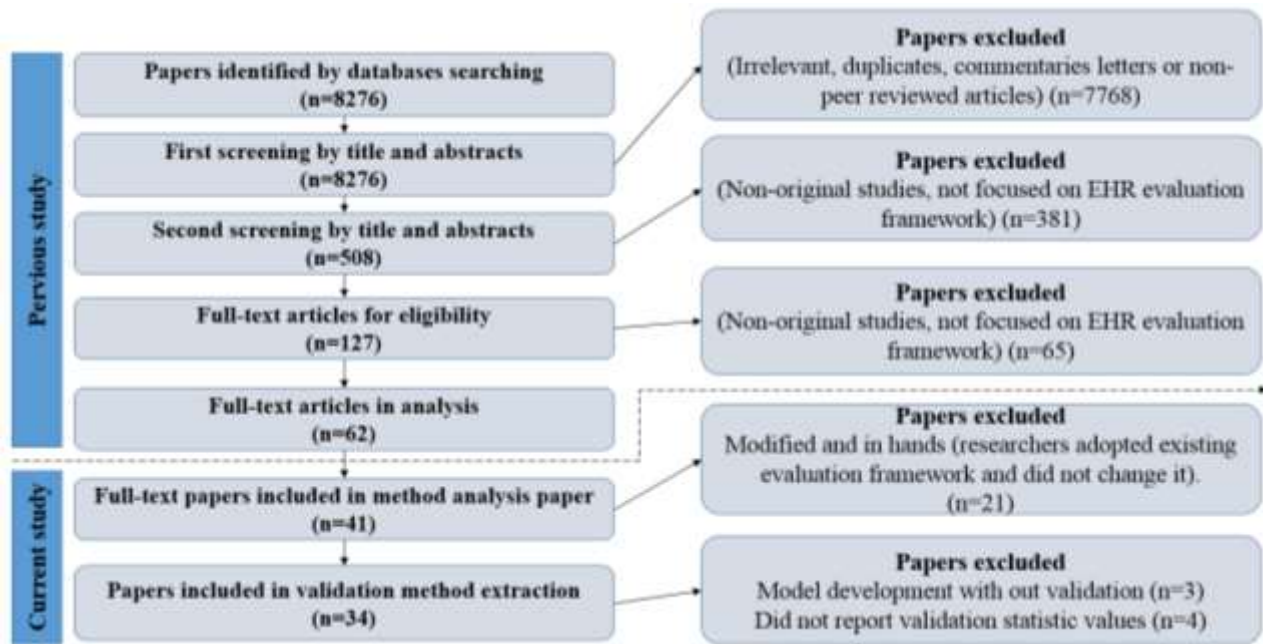 Pervious study
Papers identified by databases searching
(n=8276)
First screening by title and abstracts
(n=8276)
Second screening by title and abstracts
(n=508)
Full-text articles for eligibility
(n=127)
Full-text articles in analysis
(n=62)
Papers excluded
(Irrelevant, duplicates, commentaries letters or non-
peer reviewed articles) (n=7768)
Papers excluded
(Non-original studies, not focused on EHR evaluation
framework) (n=381)
Papers excluded
(Non-original studies, not focused on EHR evaluation
framework) (n=65)
Current study
Full-text papers included in method analysis paper
(n=41)
Papers included in validation method extraction
(n=34)
Papers excluded
Modified and in hands (researchers adopted existing
evaluation framework and did not change it).
(n=21)
Papers excluded
Model development with out validation (n=3)
Did not report validation statistic values (n=4)